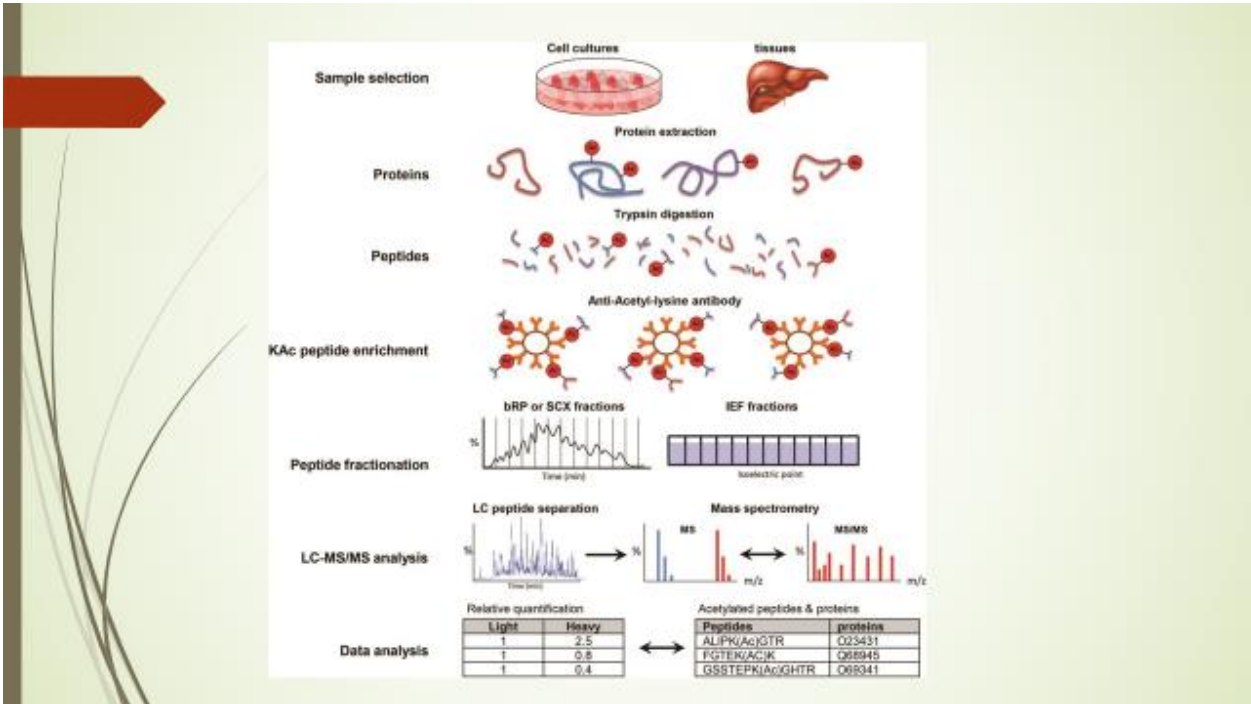 Cell cultures tissues
Sample selection
Protein extraction
Proteins
Trypsin digestion
Peptides
Anti-Acetyl-lysine antibody
KAc peptide enrichment
bRP or SCX fractions IEF fractions
%
Time (min) Isoelectric point
Peptide fractionation
LC peptide separation Mass spectrometry
MS MS/MS
% % %
LC-MS/MS analysis
Time (min) m/z m/z
Relative quantification Acetylated peptides & proteins
Light Heavy Peptides proteins
1 2.5 ALIPK(Ac)GTR O23431
Data analysis 1 0.8 FGTEK(AC)K Q68945
1 0.4 GSSTEPK(Ac)GHTR O69341